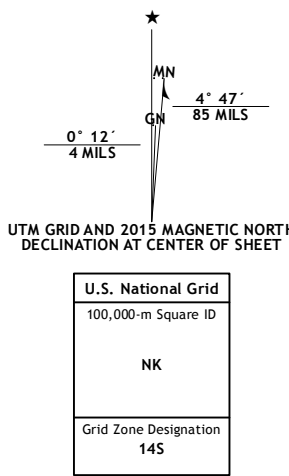 MN
GN
4° 47´
85 MILS
0° 12´
4 MILS
UTM GRID AND 2015 MAGNETIC NORTH
DECLINATION AT CENTER OF SHEET
U.S. National Grid
100,000-m Square ID
NK
Grid Zone Designation
14S